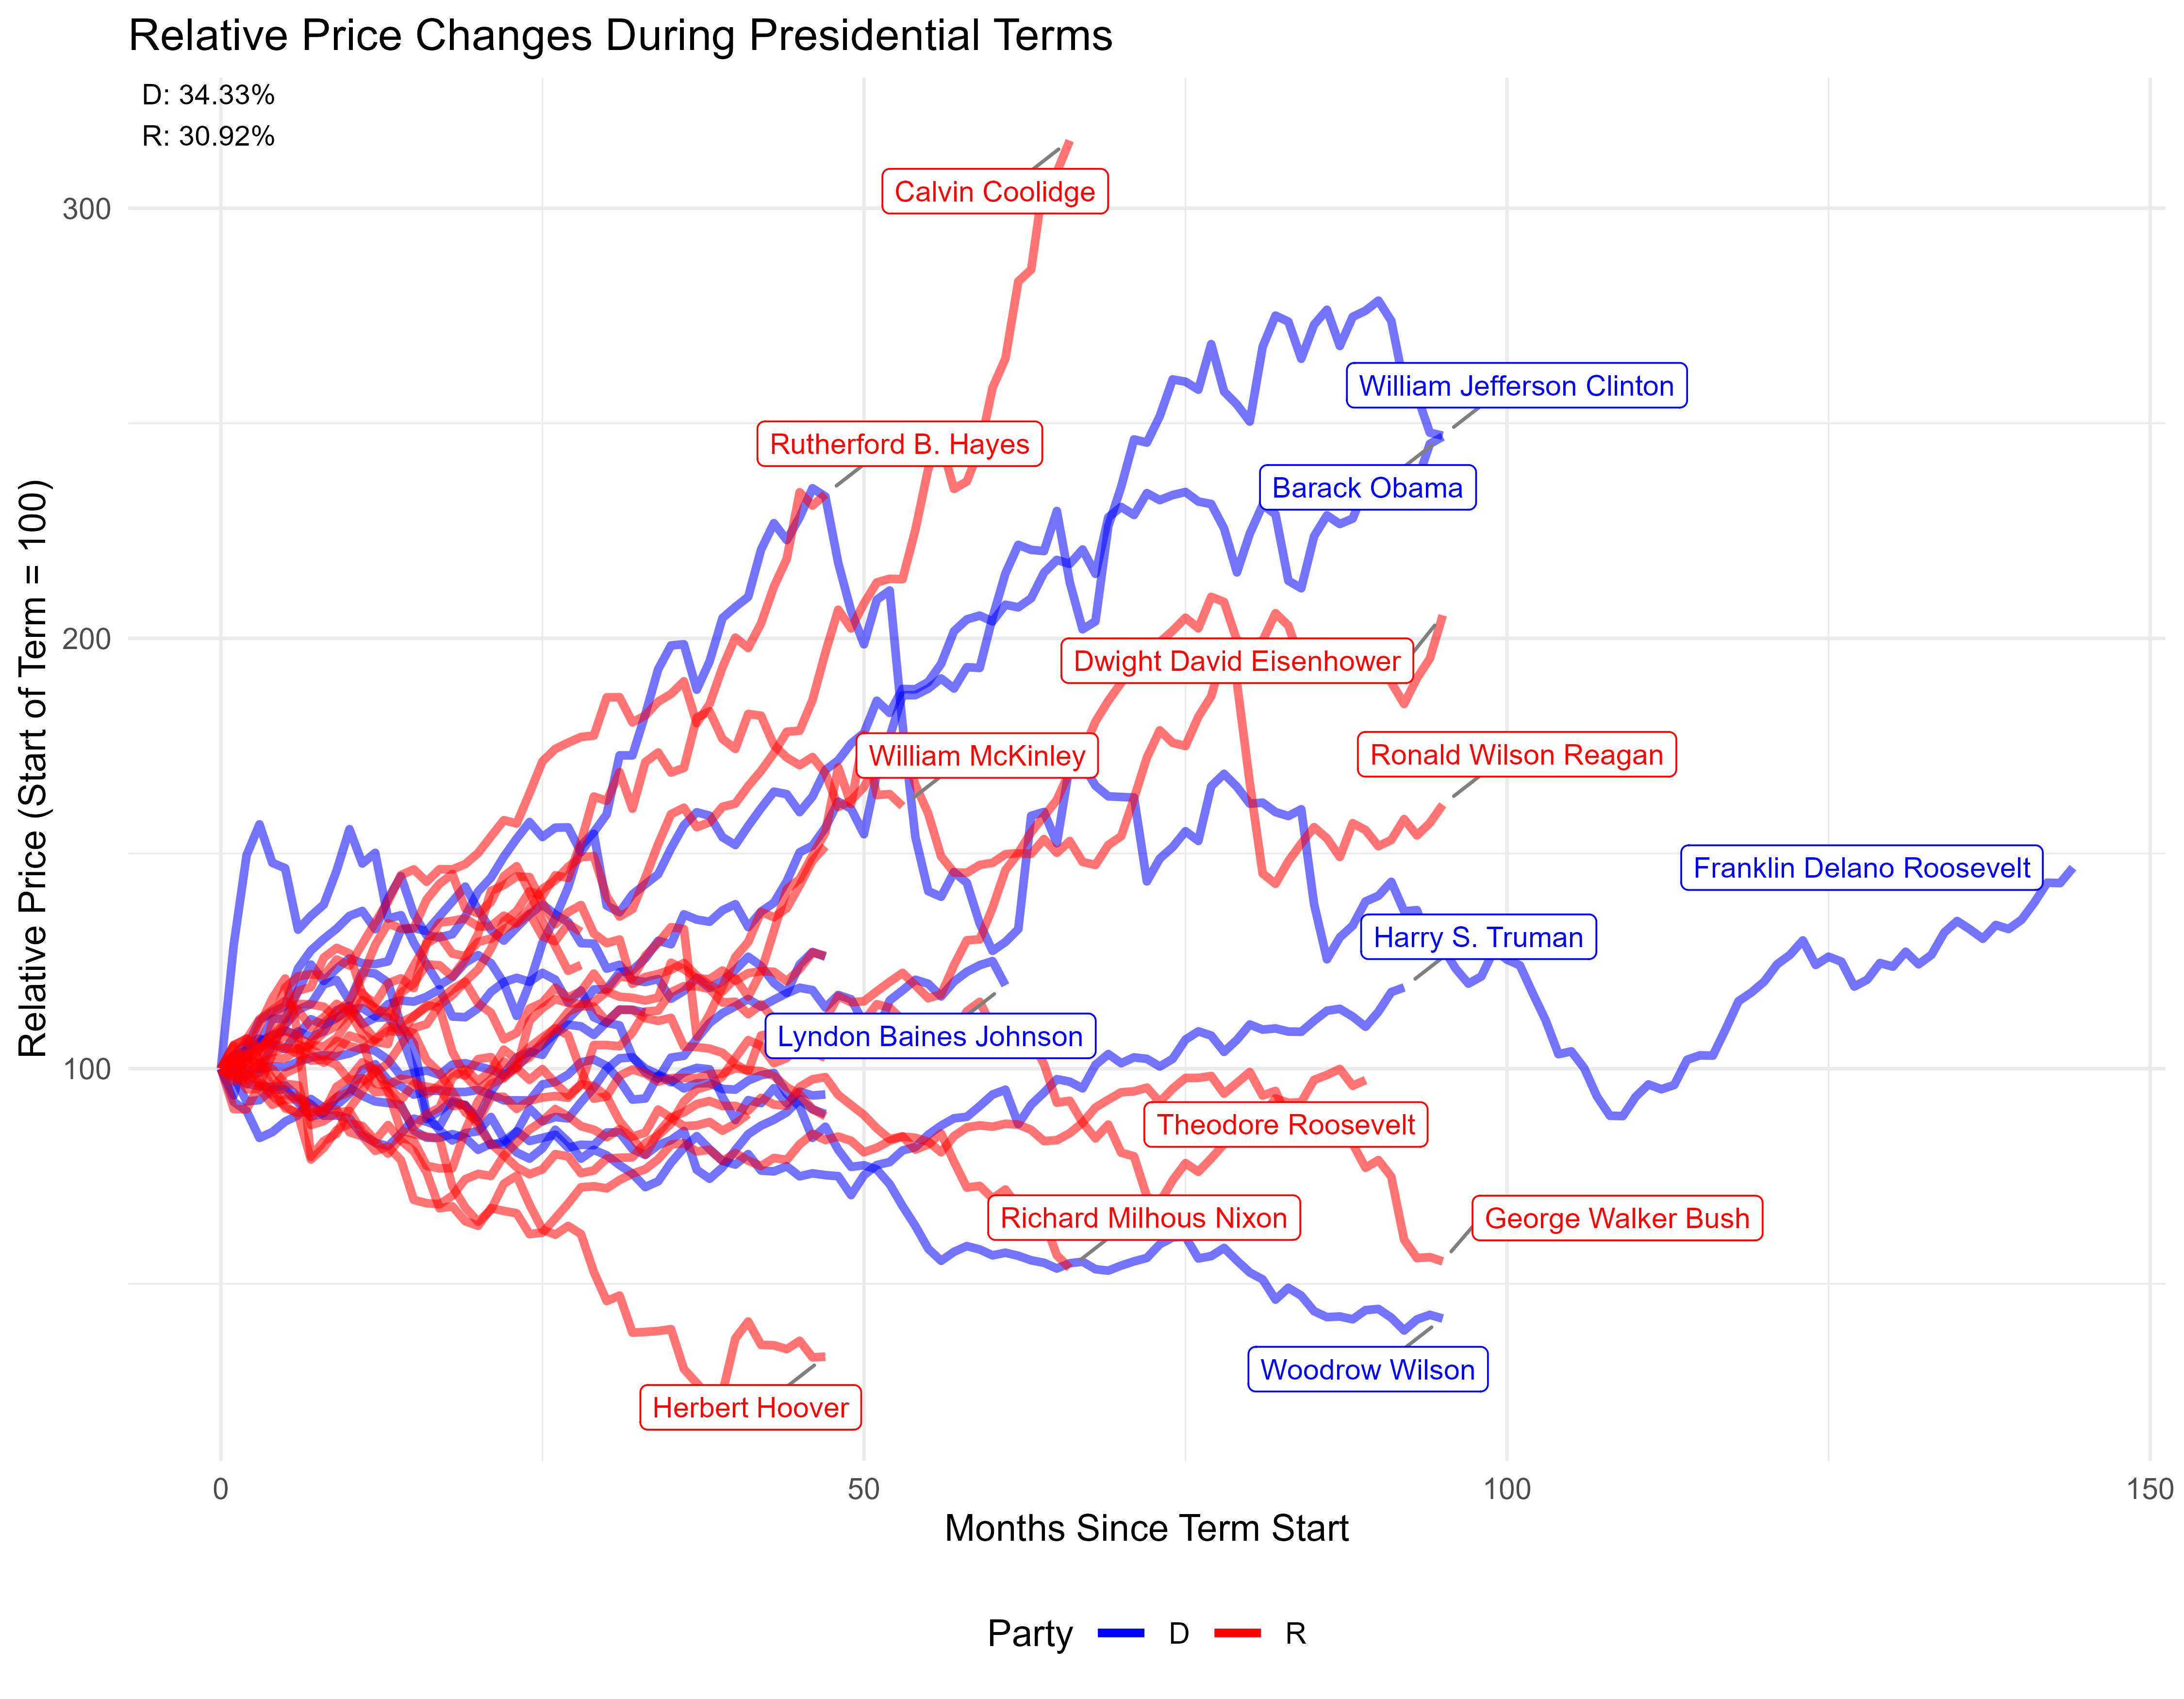 Relative Price Changes During Presidential Terms
D: 34.33%
R: 30.92%
Relative Price (Start of Term = 100)
300
200
100
Calvin Coolidge
William Jefferson Clinton
Rutherford B. Hayes
Barack Obama
Dwight David Eisenhower
William McKinley
Ronald Wilson Reagan
Franklin Delano Roosevelt
Harry S. Truman
Lyndon Baines Johnson
Theodore Roosevelt
Richard Milhous Nixon
George Walker Bush
Woodrow Wilson
Herbert Hoover
0 50 100 150
Months Since Term Start
Party D R